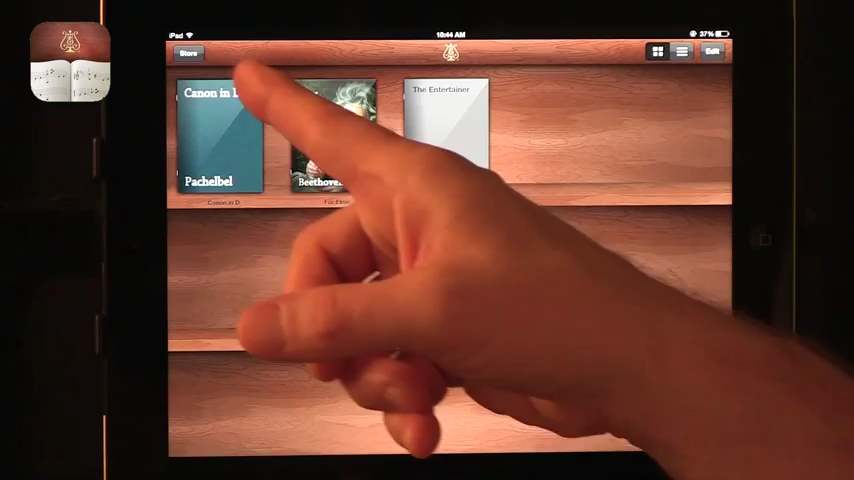 iPad
10:44 AM
37%
Store
Edit
Canon in D
Pachelbel
Beethoven
The Entertainer
Canon in D
Für Elise